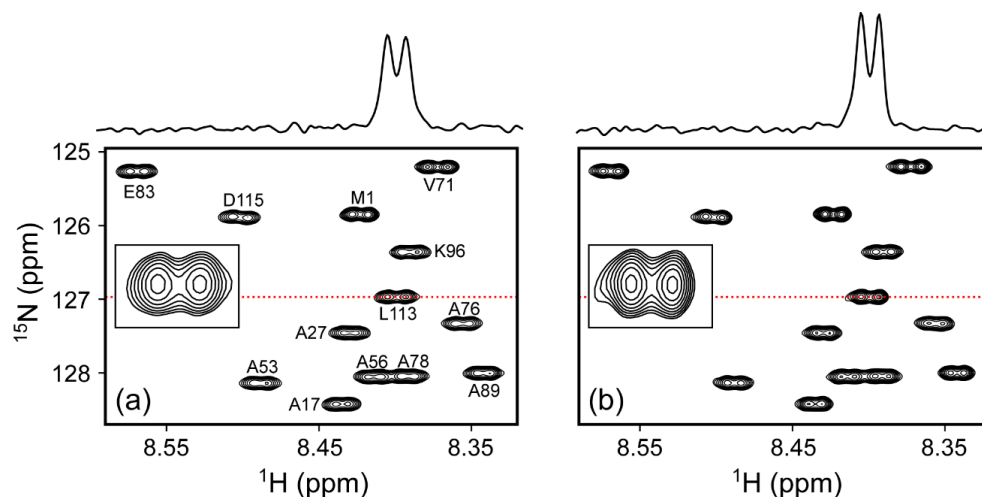 125
126
127
128
¹⁵N (ppm)
E83
D115
M1
V71
K96
L113
A76
A27
A53
A56
A78
A89
A17
(a)
(b)
8.55
8.45
8.35
8.55
8.45
8.35
¹H (ppm)
¹H (ppm)